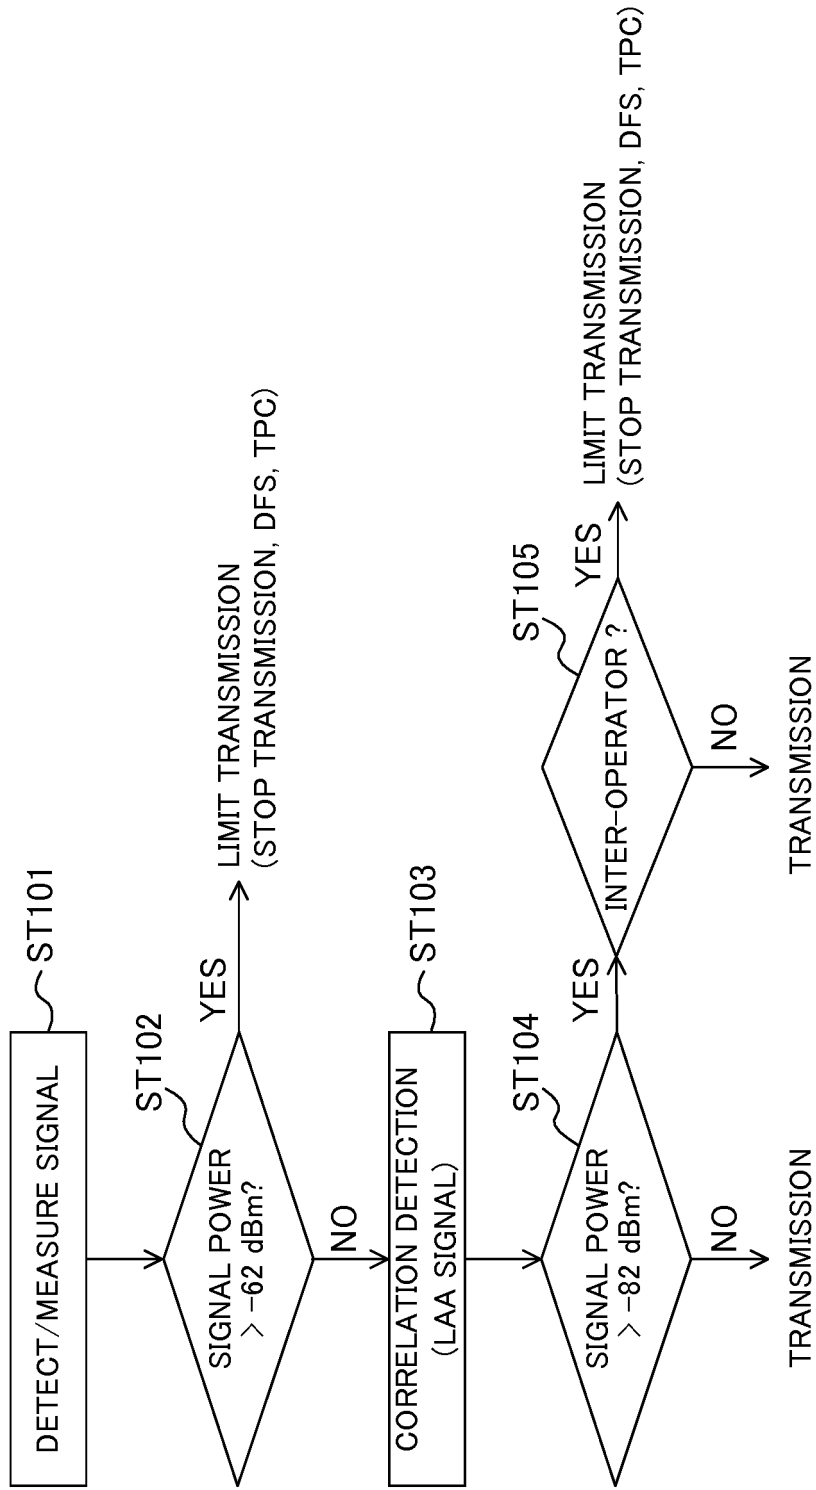 DETECT/MEASURE SIGNAL
ST101
ST102
SIGNAL POWER
> -62 dBm?
YES
LIMIT TRANSMISSION
(STOP TRANSMISSION, DFS, TPC)
NO
ST103
CORRELATION DETECTION
(LAA SIGNAL)
ST104
SIGNAL POWER
> -82 dBm?
YES
NO
TRANSMISSION
ST105
INTER-OPERATOR ?
YES
LIMIT TRANSMISSION
(STOP TRANSMISSION, DFS, TPC)
NO
TRANSMISSION